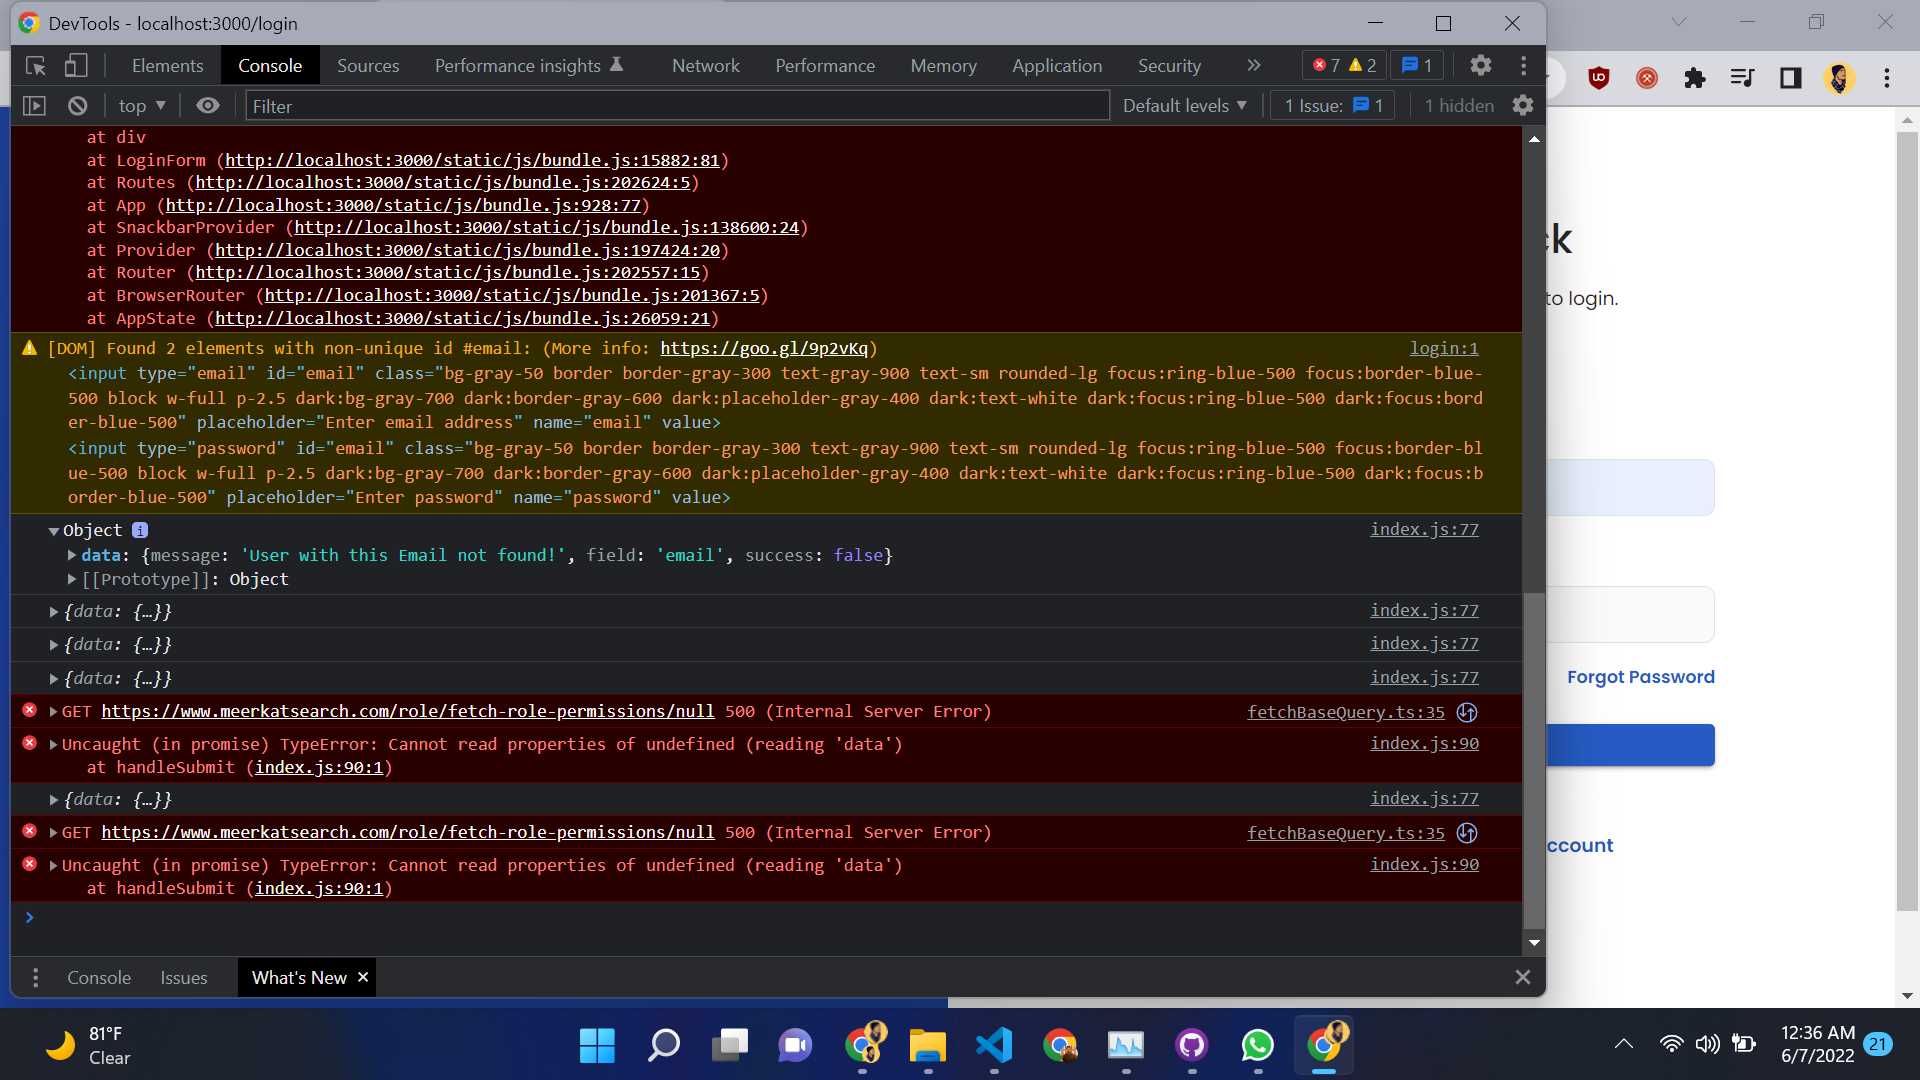 DevTools - localhost:3000/login
Elements Console Sources Performance insights Network Performance Memory Application Security » 7 2 1
top Filter Default levels 1 Issue: 1 1 hidden
at div
at LoginForm (http://localhost:3000/static/js/bundle.js:15882:81)
at Routes (http://localhost:3000/static/js/bundle.js:202624:5)
at App (http://localhost:3000/static/js/bundle.js:928:77)
at SnackbarProvider (http://localhost:3000/static/js/bundle.js:138600:24)
at Provider (http://localhost:3000/static/js/bundle.js:197424:20)
at Router (http://localhost:3000/static/js/bundle.js:202557:15)
at BrowserRouter (http://localhost:3000/static/js/bundle.js:201367:5)
at AppState (http://localhost:3000/static/js/bundle.js:26059:21)
[DOM] Found 2 elements with non-unique id #email: (More info: https://goo.gl/9p2vKq) login:1
<input type="email" id="email" class="bg-gray-50 border border-gray-300 text-gray-900 text-sm rounded-lg focus:ring-blue-500 focus:border-blue-
500 block w-full p-2.5 dark:bg-gray-700 dark:border-gray-600 dark:placeholder-gray-400 dark:text-white dark:focus:ring-blue-500 dark:focus:bord
er-blue-500" placeholder="Enter email address" name="email" value>
<input type="password" id="email" class="bg-gray-50 border border-gray-300 text-gray-900 text-sm rounded-lg focus:ring-blue-500 focus:border-bl
ue-500 block w-full p-2.5 dark:bg-gray-700 dark:border-gray-600 dark:placeholder-gray-400 dark:text-white dark:focus:ring-blue-500 dark:focus:b
order-blue-500" placeholder="Enter password" name="password" value>
Object i index.js:77
data: {message: 'User with this Email not found!', field: 'email', success: false}
[[Prototype]]: Object
{data: {…}} index.js:77
{data: {…}} index.js:77
{data: {…}} index.js:77
GET https://www.meerkatsearch.com/role/fetch-role-permissions/null 500 (Internal Server Error) fetchBaseQuery.ts:35
Uncaught (in promise) TypeError: Cannot read properties of undefined (reading 'data') index.js:90
at handleSubmit (index.js:90:1)
{data: {…}} index.js:77
GET https://www.meerkatsearch.com/role/fetch-role-permissions/null 500 (Internal Server Error) fetchBaseQuery.ts:35
Uncaught (in promise) TypeError: Cannot read properties of undefined (reading 'data') index.js:90
at handleSubmit (index.js:90:1)
Console Issues What's New
ck
to login.
Forgot Password
ccount
81°F
Clear
12:36 AM
6/7/2022
21